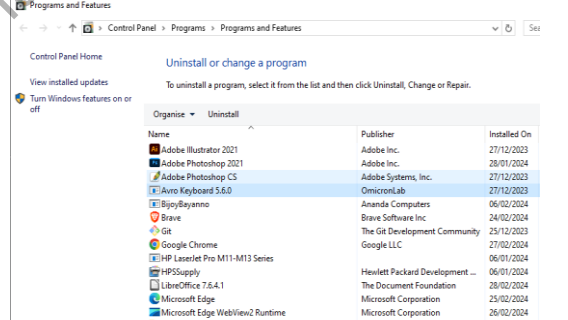 Programs and Features
Control Panel > Programs > Programs and Features
Control Panel Home
Uninstall or change a program
View installed updates
To uninstall a program, select it from the list and then click Uninstall, Change or Repair.
Turn Windows features on or
off
Organise Uninstall
Name Publisher Installed On
Adobe Illustrator 2021 Adobe Inc. 27/12/2023
Adobe Photoshop 2021 Adobe Inc. 28/01/2024
Adobe Photoshop CS Adobe Systems, Inc. 27/12/2023
Avro Keyboard 5.6.0 OmicronLab 27/12/2023
BijoyBayanno Ananda Computers 06/02/2024
Brave Brave Software Inc 24/02/2024
Git The Git Development Community 25/12/2023
Google Chrome Google LLC 27/02/2024
HP LaserJet Pro M11-M13 Series 06/01/2024
HPSSupply Hewlett Packard Development ... 06/01/2024
LibreOffice 7.6.4.1 The Document Foundation 28/02/2024
Microsoft Edge Microsoft Corporation 25/02/2024
Microsoft Edge WebView2 Runtime Microsoft Corporation 26/02/2024